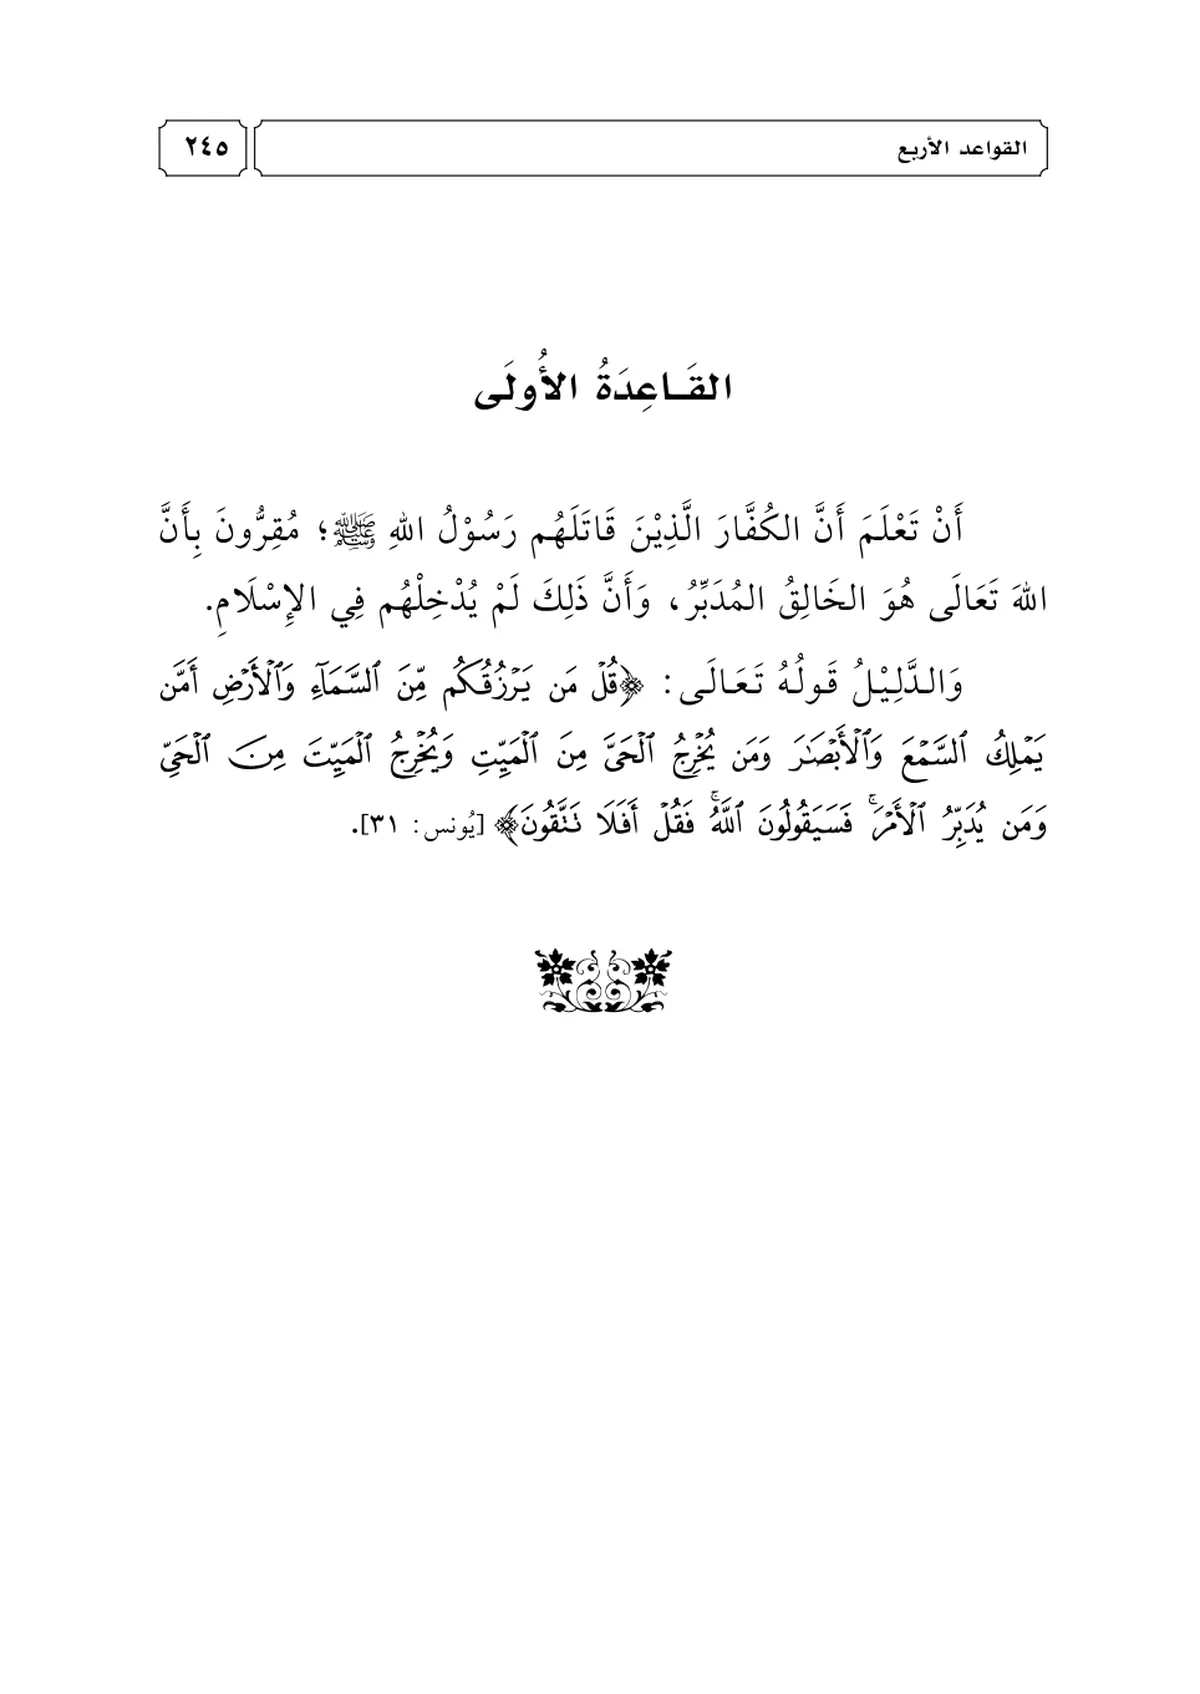 القواعد الأربع
٢٤٥
القَـاعِدَةُ الأُولَى
أَنْ تَعْلَمَ أَنَّ الكُفَّارَ الَّذِيْنَ قَاتَلَهُم رَسُوْلُ اللهِ ﷺ؛ مُقِرُّونَ بِأَنَّ
اللهَ تَعَالَى هُوَ الخَالِقُ المُدَبِّرُ، وَأَنَّ ذَلِكَ لَمْ يُدْخِلْهُم فِي الإِسْلَامِ.
وَالدَّلِيْلُ قَولُهُ تَعَالَى: ﴿قُلۡ مَن يَرۡزُقُكُم مِّنَ ٱلسَّمَآءِ وَٱلۡأَرۡضِ أَمَّن
يَمۡلِكُ ٱلسَّمۡعَ وَٱلۡأَبۡصَٰرَ وَمَن يُخۡرِجُ ٱلۡحَيَّ مِنَ ٱلۡمَيِّتِ وَيُخۡرِجُ ٱلۡمَيِّتَ مِنَ ٱلۡحَيِّ
وَمَن يُدَبِّرُ ٱلۡأَمۡرَۚ فَسَيَقُولُونَ ٱللَّهُۚ فَقُلۡ أَفَلَا تَتَّقُونَ﴾ [يُونس: ٣١].